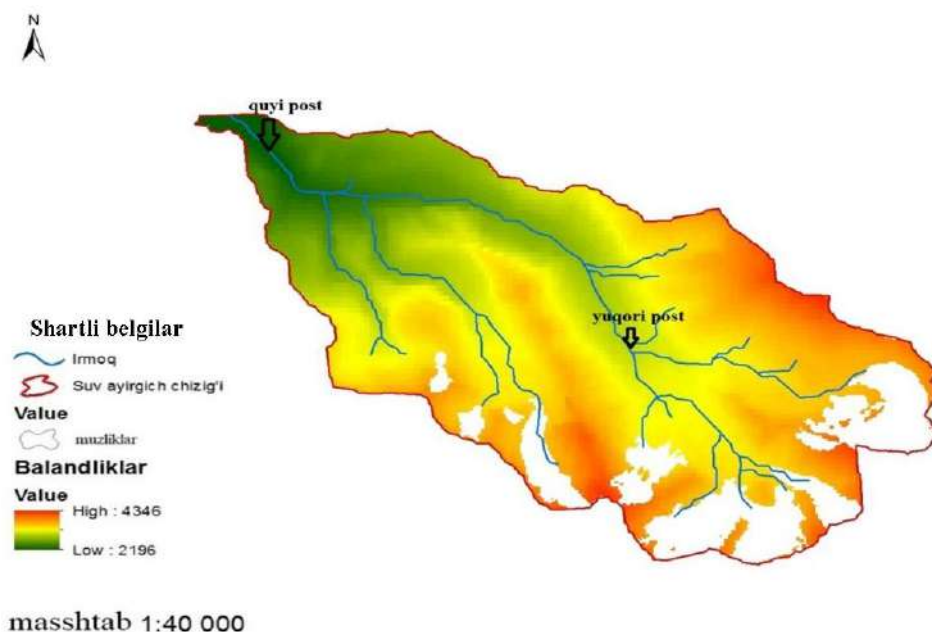 N
quyi post
yuqori post
Shartli belgilar
Irmoq
Suv ayirgich chizig'i
Value
muzliklar
Balandliklar
Value
High : 4346
Low : 2196
masshtab 1:40 000